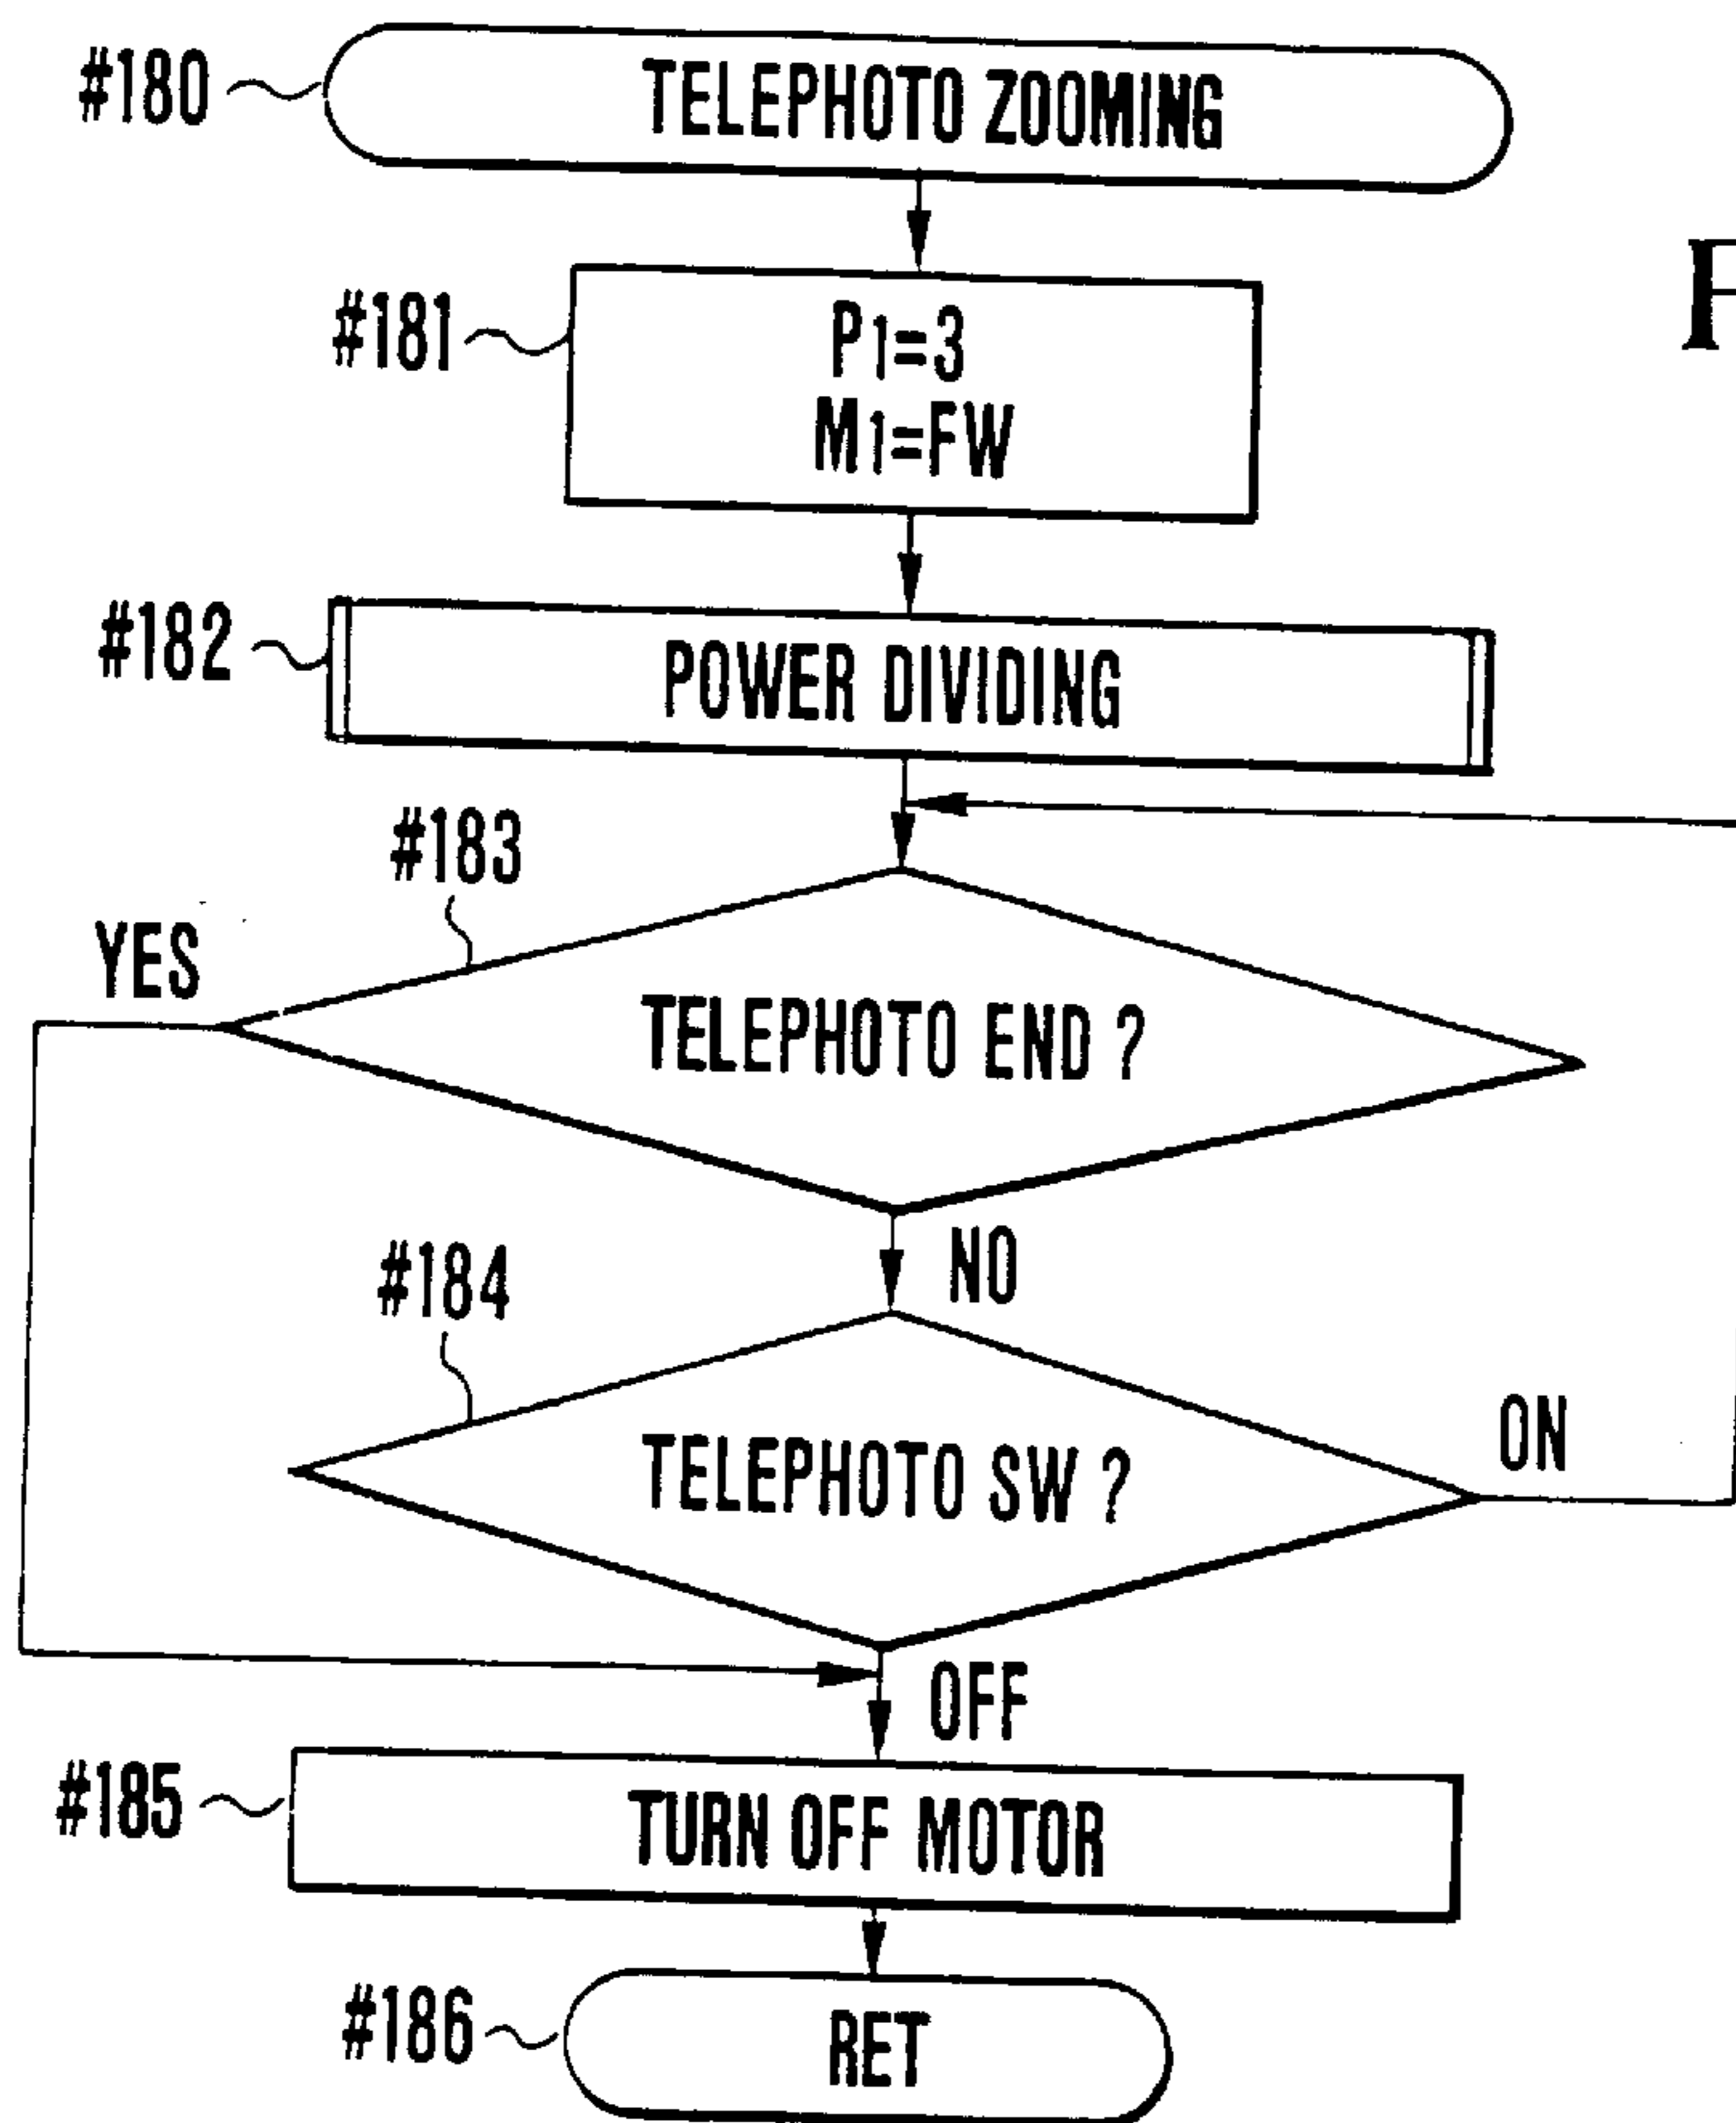 #180
TELEPHOTO ZOOMING
#181
P1=3
M1=FW
#182
POWER DIVIDING
#183
YES
TELEPHOTO END ?
NO
#184
TELEPHOTO SW ?
ON
OFF
#185
TURN OFF MOTOR
#186
RET